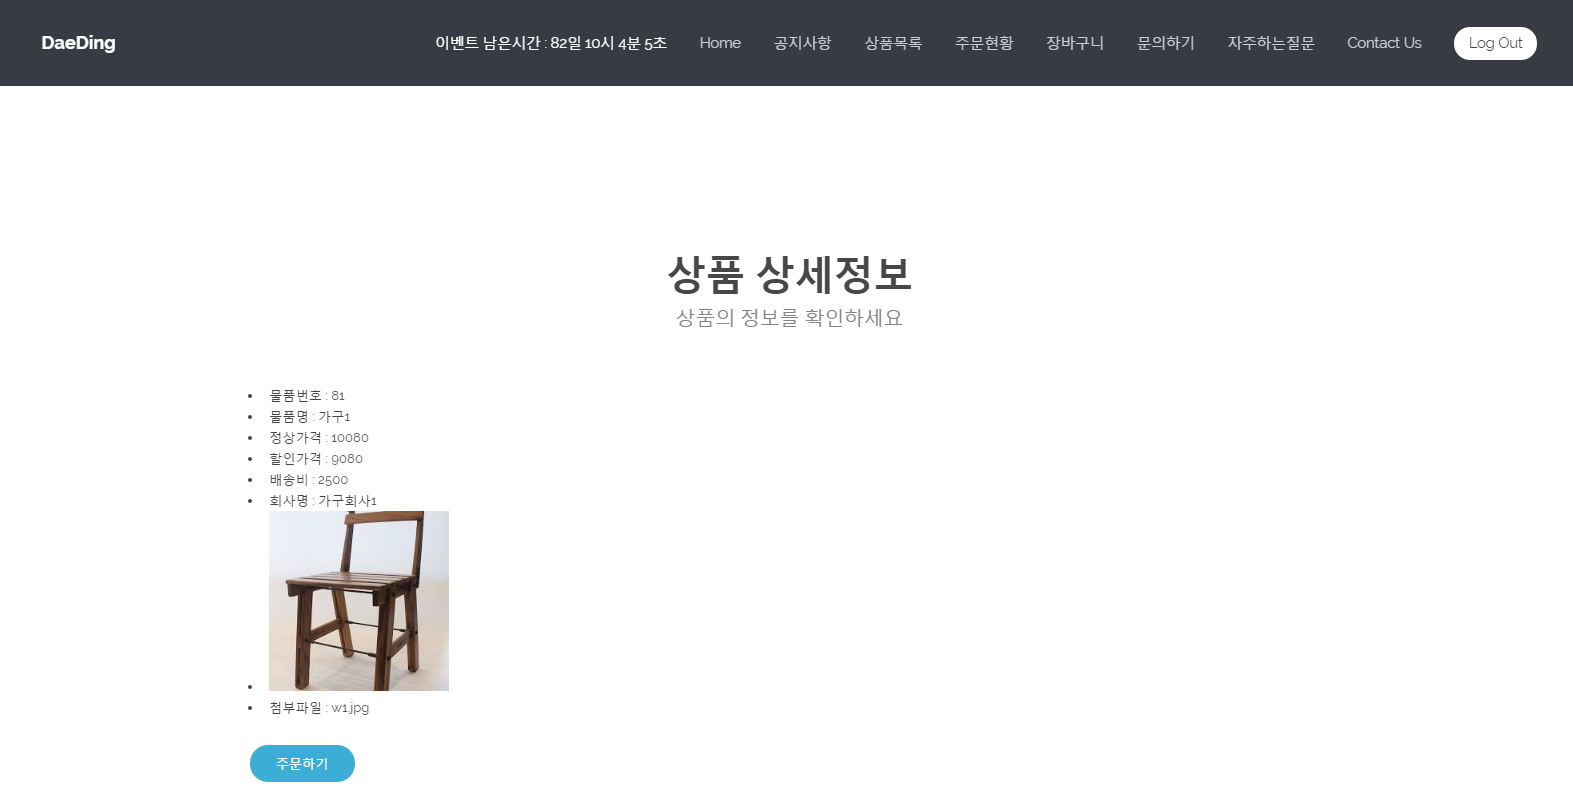 DaeDing
이벤트 남은시간 : 82일 10시 4분 5초 Home 공지사항 상품목록 주문현황 장바구니 문의하기 자주하는질문 Contact Us Log Out
상품 상세정보
상품의 정보를 확인하세요
물품번호 : 81
물품명 : 가구1
정상가격 : 10080
할인가격 : 9080
배송비 : 2500
회사명 : 가구회사1
첨부파일 : w1.jpg
주문하기